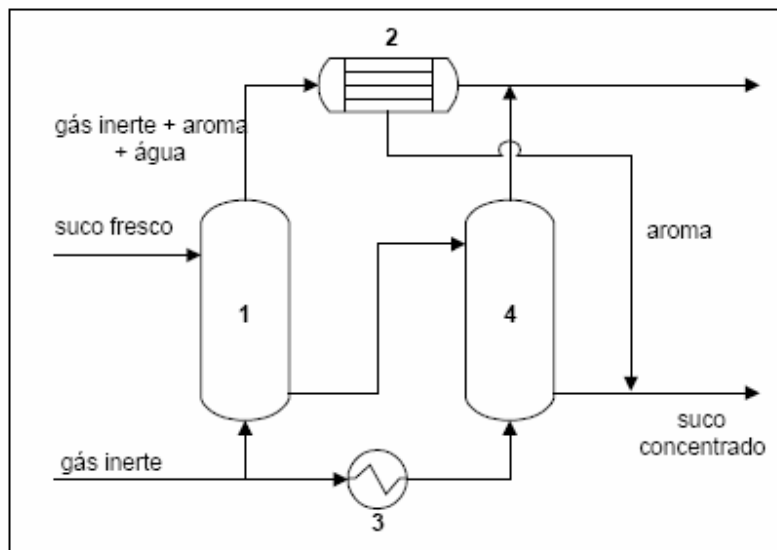 2
gás inerte + aroma
+ água
suco fresco
aroma
1
4
suco
concentrado
gás inerte
3